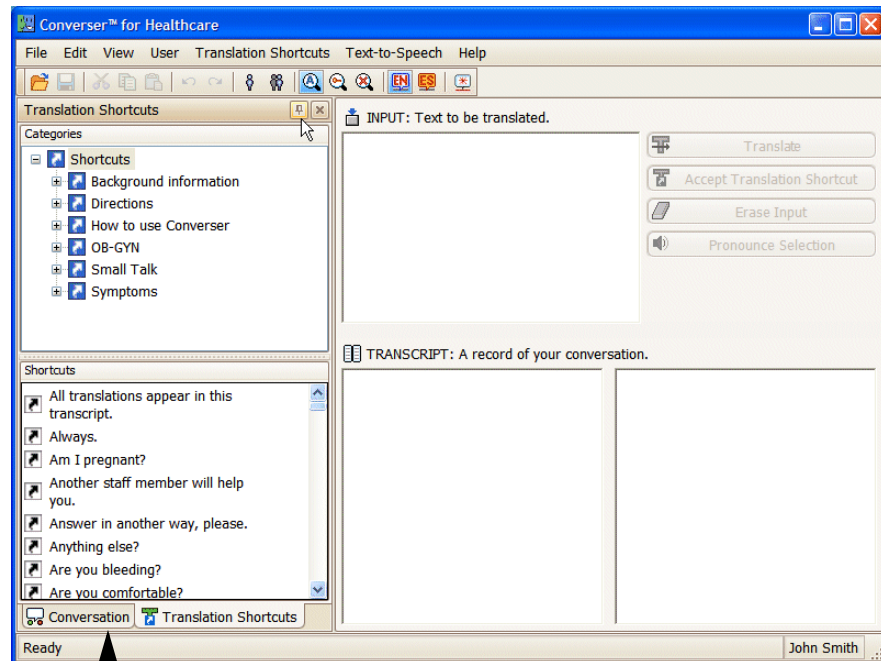 Converser™ for Healthcare
File Edit View User Translation Shortcuts Text-to-Speech Help
A EN ES
Translation Shortcuts
Categories
Shortcuts
Background information
Directions
How to use Converser
OB-GYN
Small Talk
Symptoms
Shortcuts
All translations appear in this
transcript.
Always.
Am I pregnant?
Another staff member will help
you.
Answer in another way, please.
Anything else?
Are you bleeding?
Are you comfortable?
Conversation Translation Shortcuts
INPUT: Text to be translated.
Translate
Accept Translation Shortcut
Erase Input
Pronounce Selection
TRANSCRIPT: A record of your conversation.
Ready John Smith